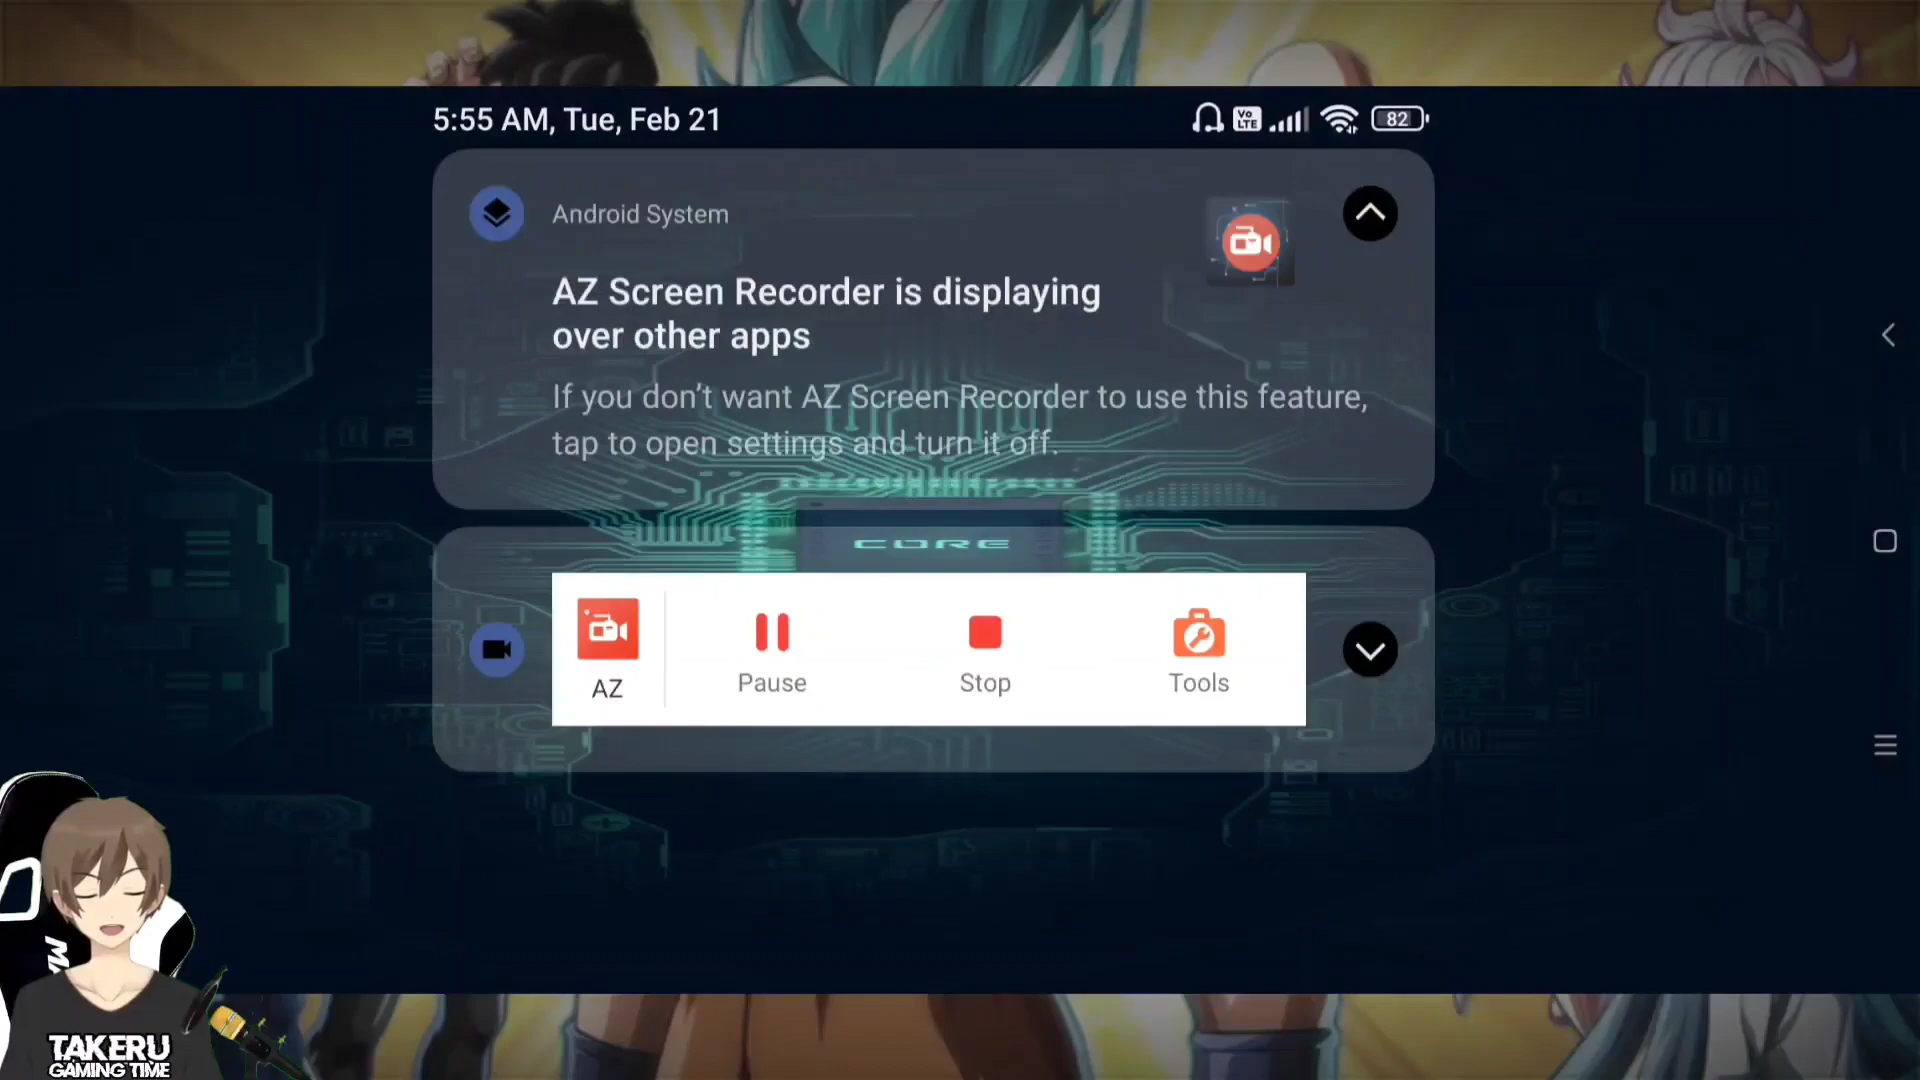 5:55 AM, Tue, Feb 21
Vo LTE
82
Android System
AZ Screen Recorder is displaying
over other apps
If you don't want AZ Screen Recorder to use this feature,
tap to open settings and turn it off.
CORE
AZ
Pause
Stop
Tools
TAKERU
GAMING TIME